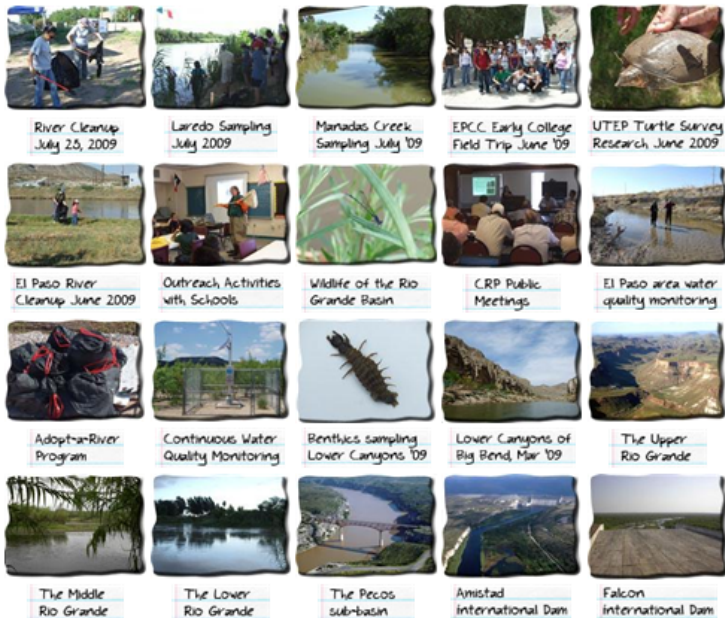 River Cleanup
July 25, 2009
Laredo Sampling
July 2009
Manadas Creek
Sampling July '09
EPCC Early College
Field Trip June '09
UTEP Turtle Survey
Research June 2009
El Paso River
Cleanup June 2009
Outreach Activities
with Schools
Wildlife of the Rio
Grande Basin
CRP Public
Meetings
El Paso area water
quality monitoring
Adopt-a-River
Program
Continuous Water
Quality Monitoring
Benthics sampling
Lower Canyons '09
Lower Canyons of
Big Bend, Mar '09
The Upper
Rio Grande
The Middle
Rio Grande
The Lower
Rio Grande
The Pecos
sub-basin
Amistad
International Dam
Falcon
International Dam